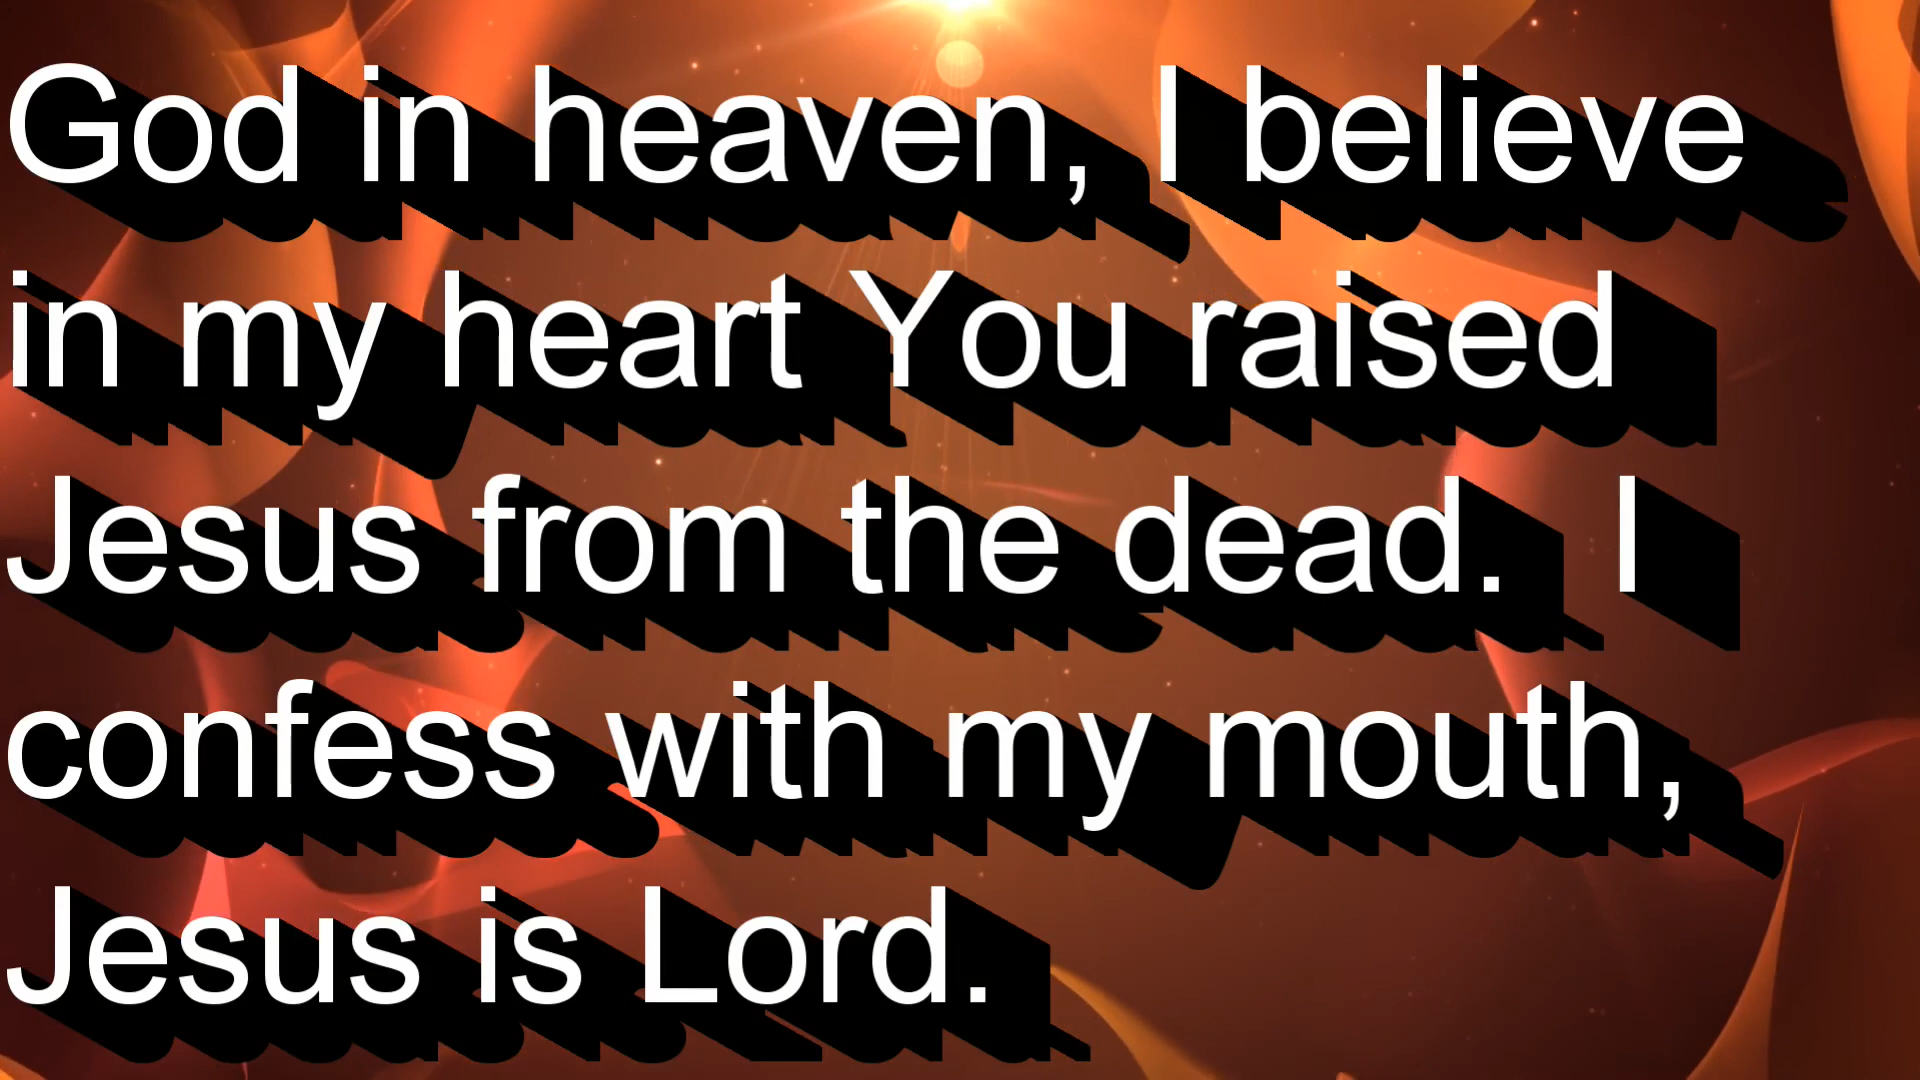 God in heaven, I believe
in my heart You raised
Jesus from the dead.  I
confess with my mouth,
Jesus is Lord.